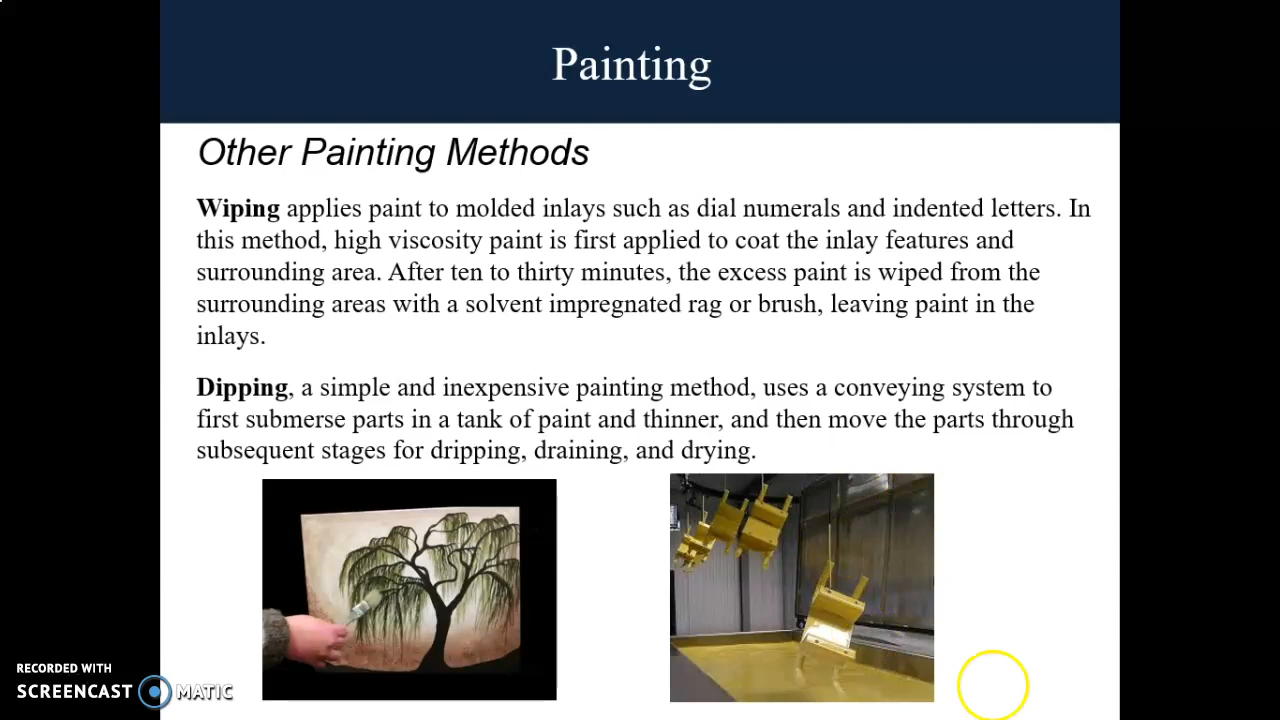 Painting
Other Painting Methods
Wiping applies paint to molded inlays such as dial numerals and indented letters. In
this method, high viscosity paint is first applied to coat the inlay features and
surrounding area. After ten to thirty minutes, the excess paint is wiped from the
surrounding areas with a solvent impregnated rag or brush, leaving paint in the
inlays.
Dipping, a simple and inexpensive painting method, uses a conveying system to
first submerse parts in a tank of paint and thinner, and then move the parts through
subsequent stages for dripping, draining, and drying.
RECORDED WITH
SCREENCAST MATIC